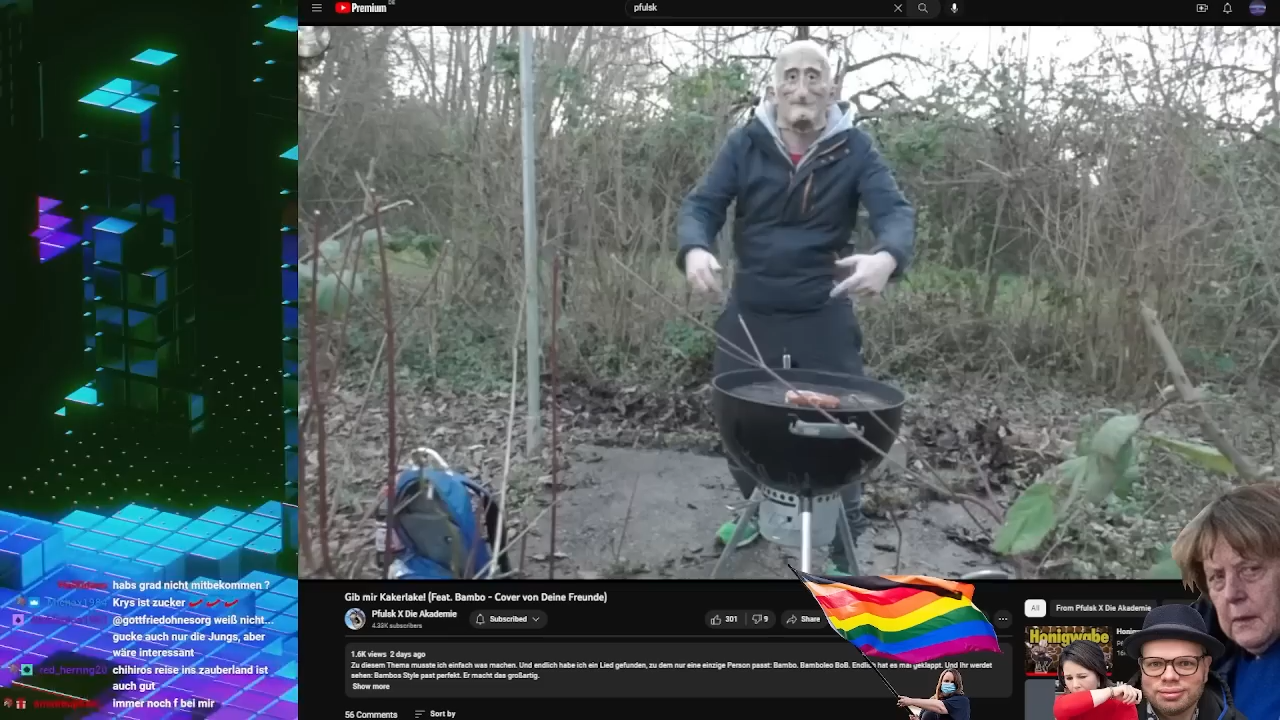 Premium DE
pfulsk
habs grad nicht mitbekommen ?
Krys ist zucker
@gottfriedohnesorg weiß nicht...
gucke auch nur die Jungs, aber
wäre interessant
red_herring20 chihiros reise ins zauberland ist
auch gut
immer noch f bei mir
Gib mir Kakerlake! (Feat. Bambo - Cover von Deine Freunde)
Pfulsk X Die Akademie
4.33K subscribers
Subscribed
301
9
Share
All
From Pfulsk X Die Akademie
1.6K views 2 days ago
Zu diesem Thema musste ich einfach was machen. Und endlich habe ich ein Lied gefunden, zu dem nur eine einzige Person passt: Bambo. Bamboleo BoB. Endlich hat es mal geklappt. Und Ihr werdet
sehen: Bambos Style past perfekt. Er macht das großartig.
Show more
56 Comments
Sort by
Honigwabe